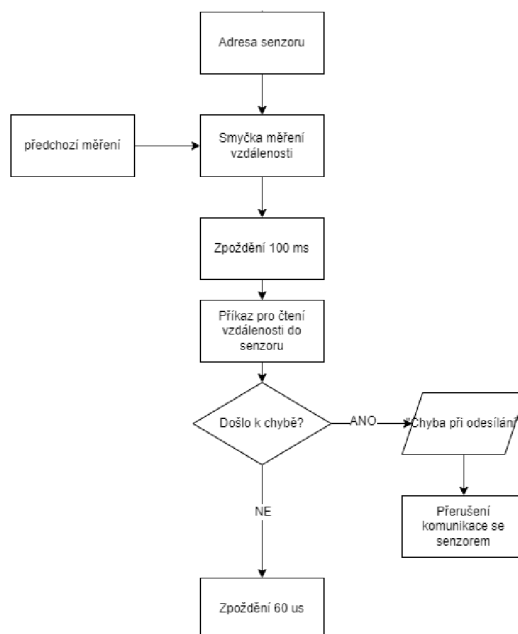 Adresa senzoru
předchozí měření
Smyčka měření
vzdálenosti
Zpoždění 100 ms
Příkaz pro čtení
vzdálenosti do
senzoru
Došlo k chybě?
ANO
"Chyba při odesílání"
NE
Přerušení
komunikace se
senzorem
Zpoždění 60 us